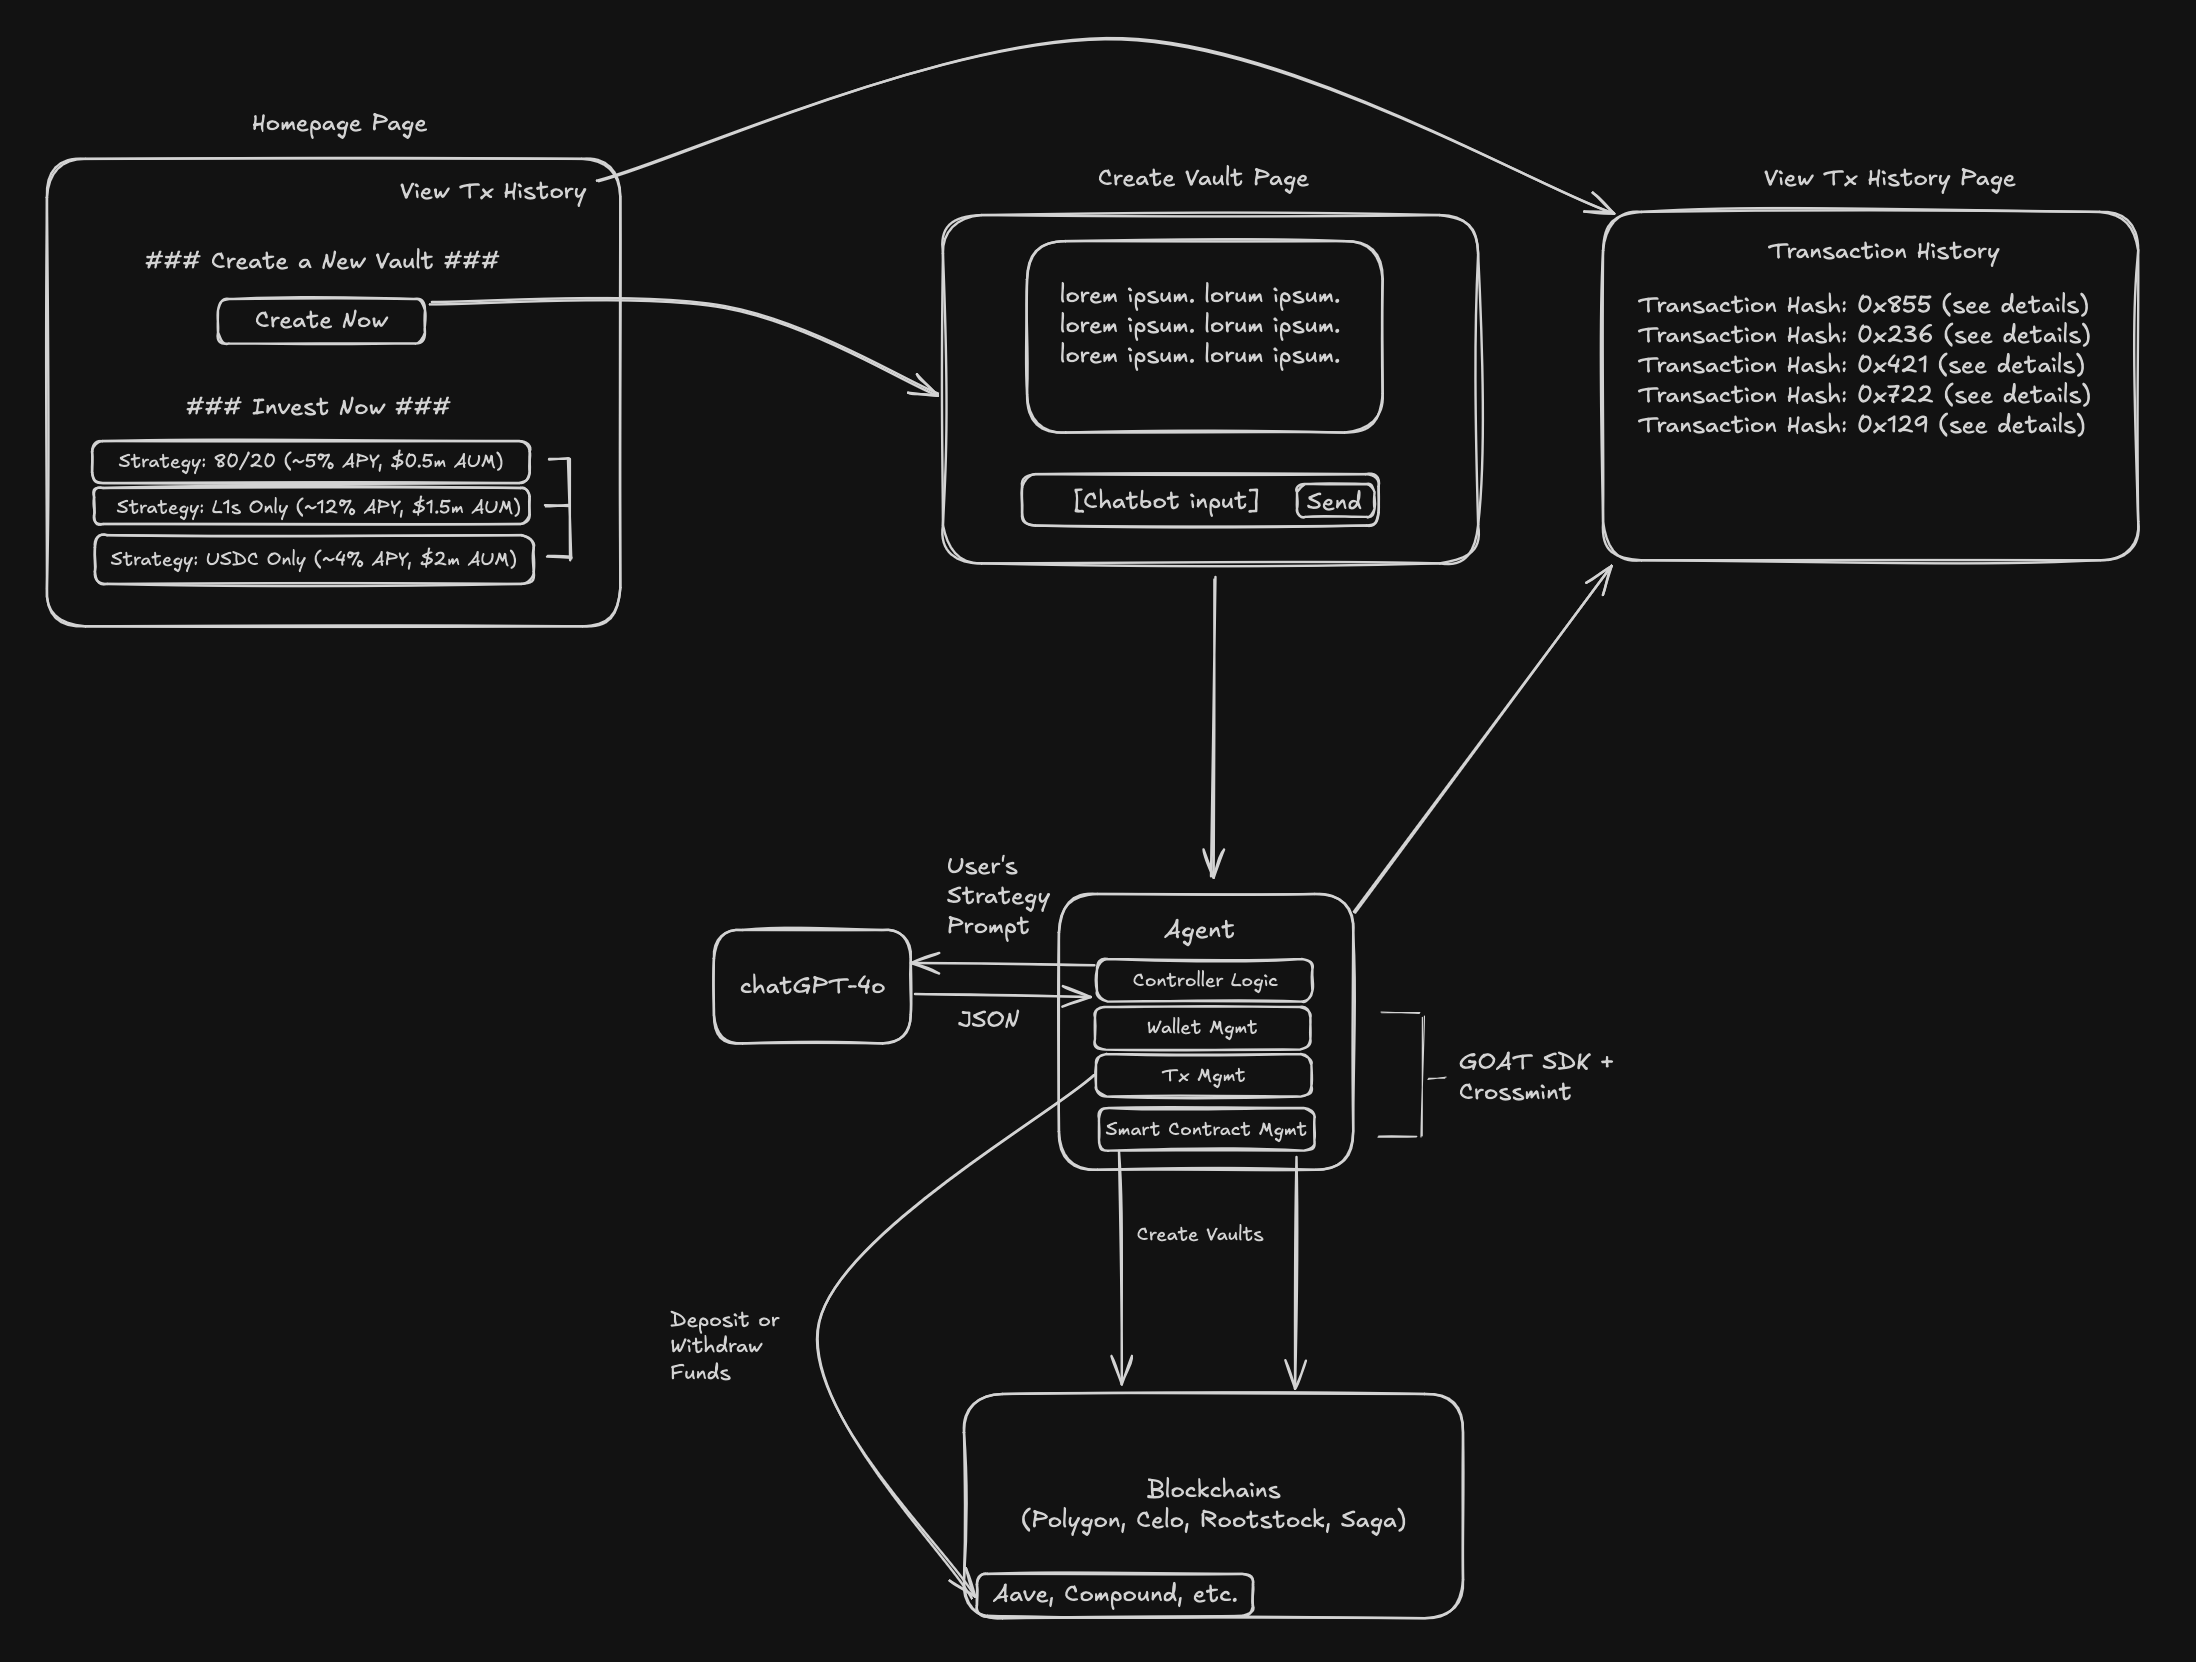 Homepage Page
View Tx History
### Create a New Vault ###
Create Now
### Invest Now ###
Strategy: 80/20 (~5% APY, $0.5m AUM)
Strategy: L1s Only (~12% APY, $1.5m AUM)
Strategy: USDC Only (~4% APY, $2m AUM)
Create Vault Page
lorem ipsum. lorum ipsum.
lorem ipsum. lorum ipsum.
lorem ipsum. lorum ipsum.
[Chatbot input]
Send
View Tx History Page
Transaction History
Transaction Hash: 0x855 (see details)
Transaction Hash: 0x236 (see details)
Transaction Hash: 0x421 (see details)
Transaction Hash: 0x722 (see details)
Transaction Hash: 0x129 (see details)
User's
Strategy
Prompt
chatGPT-4o
JSON
Agent
Controller Logic
Wallet Mgmt
Tx Mgmt
Smart Contract Mgmt
GOAT SDK +
Crossmint
Create Vaults
Deposit or
Withdraw
Funds
Blockchains
(Polygon, Celo, Rootstock, Saga)
Aave, Compound, etc.